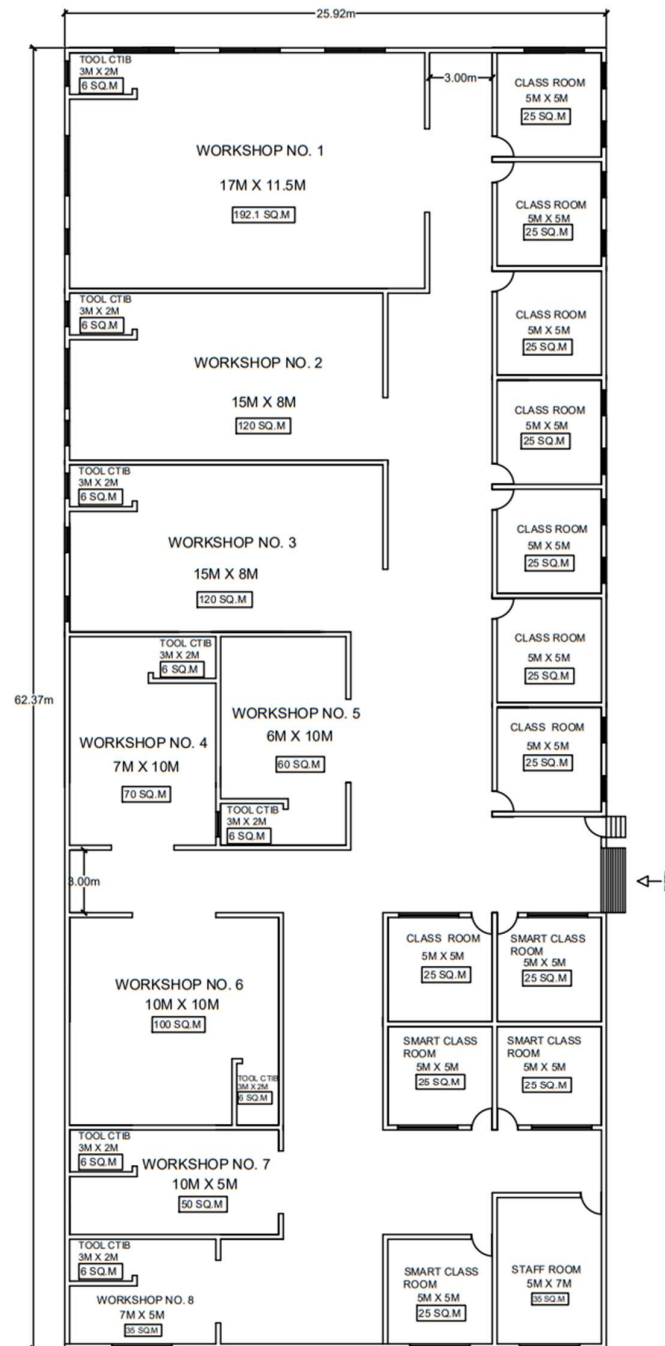 25.92m
TOOL CTIB
3M X 2M
6 SQ.M
3.00m
CLASS ROOM
5M X 5M
25 SQ.M
WORKSHOP NO. 1
17M X 11.5M
192.1 SQ.M
CLASS ROOM
5M X 5M
25 SQ.M
TOOL CTIB
3M X 2M
6 SQ.M
CLASS ROOM
5M X 5M
25 SQ.M
WORKSHOP NO. 2
15M X 8M
120 SQ.M
CLASS ROOM
5M X 5M
25 SQ.M
TOOL CTIB
3M X 2M
6 SQ.M
WORKSHOP NO. 3
15M X 8M
120 SQ.M
CLASS ROOM
5M X 5M
25 SQ.M
TOOL CTIB
3M X 2M
6 SQ.M
CLASS ROOM
5M X 5M
25 SQ.M
62.37m
WORKSHOP NO. 4
7M X 10M
70 SQ.M
WORKSHOP NO. 5
6M X 10M
60 SQ.M
CLASS ROOM
5M X 5M
25 SQ.M
TOOL CTIB
3M X 2M
6 SQ.M
3.00m
CLASS ROOM
5M X 5M
25 SQ.M
SMART CLASS
ROOM
5M X 5M
25 SQ.M
WORKSHOP NO. 6
10M X 10M
100 SQ.M
SMART CLASS
ROOM
5M X 5M
25 SQ.M
SMART CLASS
ROOM
5M X 5M
25 SQ.M
TOOL CTIB
3M X 2M
6 SQ.M
TOOL CTIB
3M X 2M
6 SQ.M
WORKSHOP NO. 7
10M X 5M
50 SQ.M
TOOL CTIB
3M X 2M
6 SQ.M
WORKSHOP NO. 8
7M X 5M
35 SQ.M
SMART CLASS
ROOM
5M X 5M
25 SQ.M
STAFF ROOM
5M X 7M
35 SQ.M